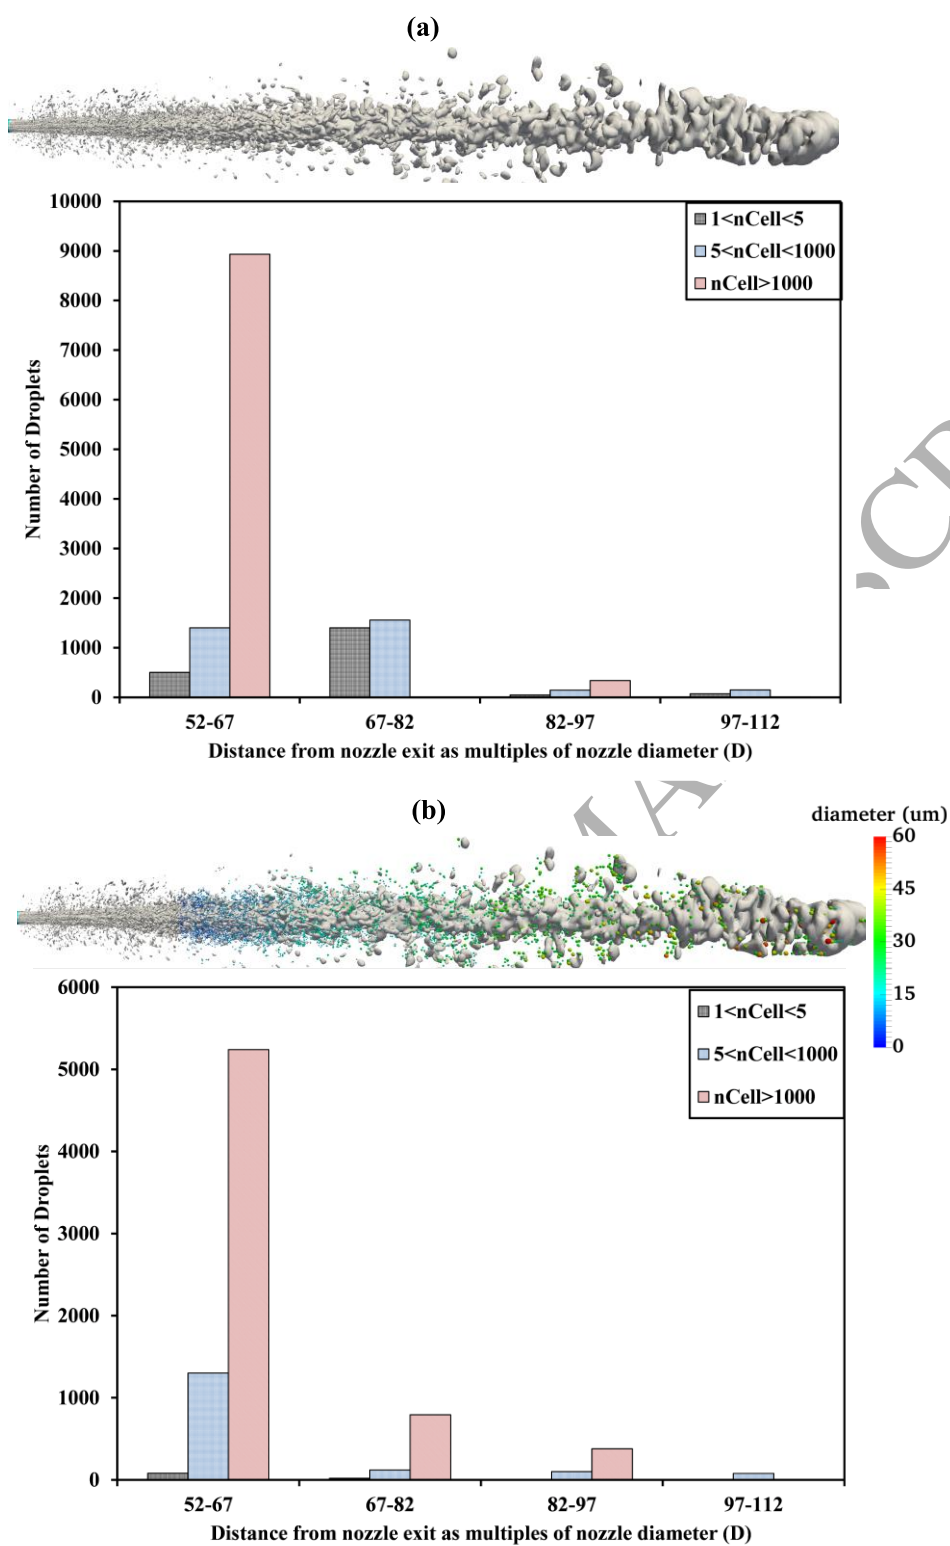 (a)
10000
9000
8000
7000
6000
5000
4000
3000
2000
1000
0
Number of Droplets
1<nCell<5
5<nCell<1000
nCell>1000
52-67 67-82 82-97 97-112
Distance from nozzle exit as multiples of nozzle diameter (D)
(b)
diameter (um)
60
45
30
15
0
6000
5000
4000
3000
2000
1000
0
Number of Droplets
1<nCell<5
5<nCell<1000
nCell>1000
52-67 67-82 82-97 97-112
Distance from nozzle exit as multiples of nozzle diameter (D)